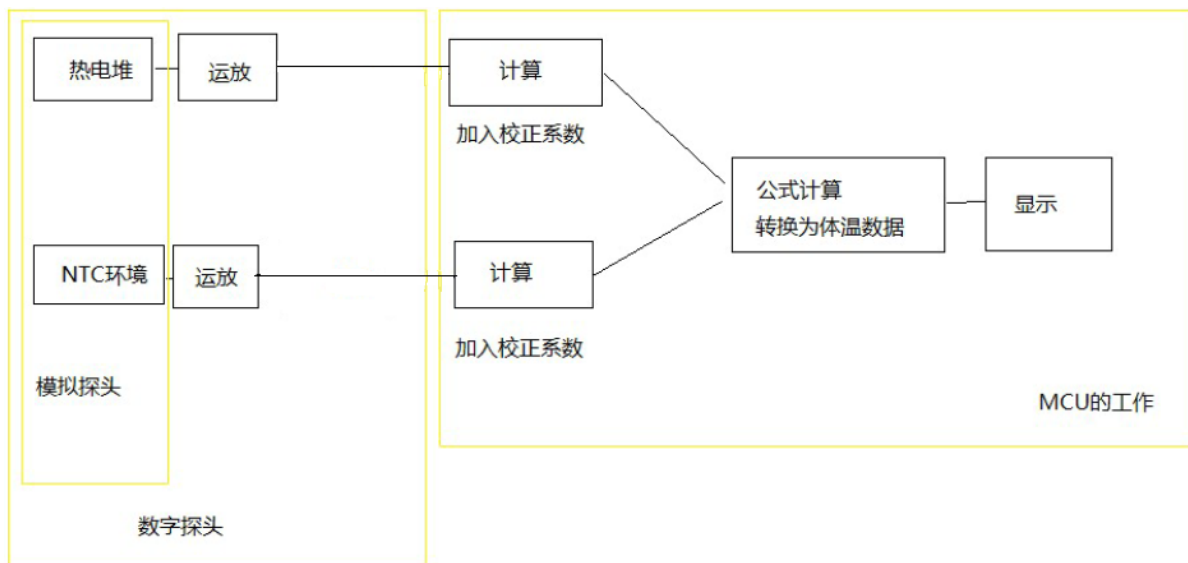 热电堆
运放
计算
加入校正系数
公式计算
转换为体温数据
显示
NTC环境
运放
计算
加入校正系数
模拟探头
MCU的工作
数字探头